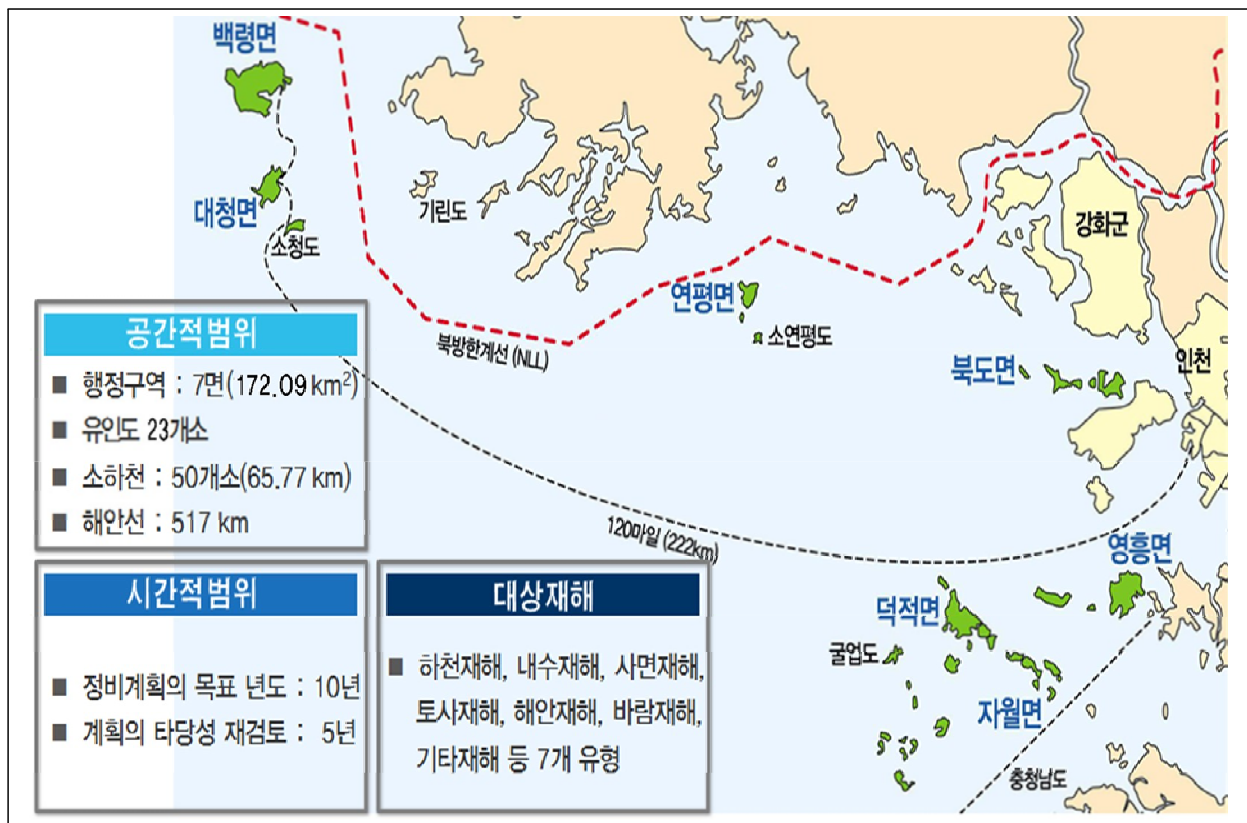 백령면
대청면
소청도
기린도
강화군
연평면
소연평도
북방한계선 (NLL)
북도면
인천
120마일 (222km)
영흥면
덕적면
굴업도
자월면
충청남도
공간적범위
■ 행정구역 : 7면(172.09 km²)
■ 유인도 23개소
■ 소하천 : 50개소(65.77 km)
■ 해안선 : 517 km
시간적범위
■ 정비계획의 목표 년도 : 10년
■ 계획의 타당성 재검토 : 5년
대상재해
■ 하천재해, 내수재해, 사면재해,
토사재해, 해안재해, 바람재해,
기타재해 등 7개 유형